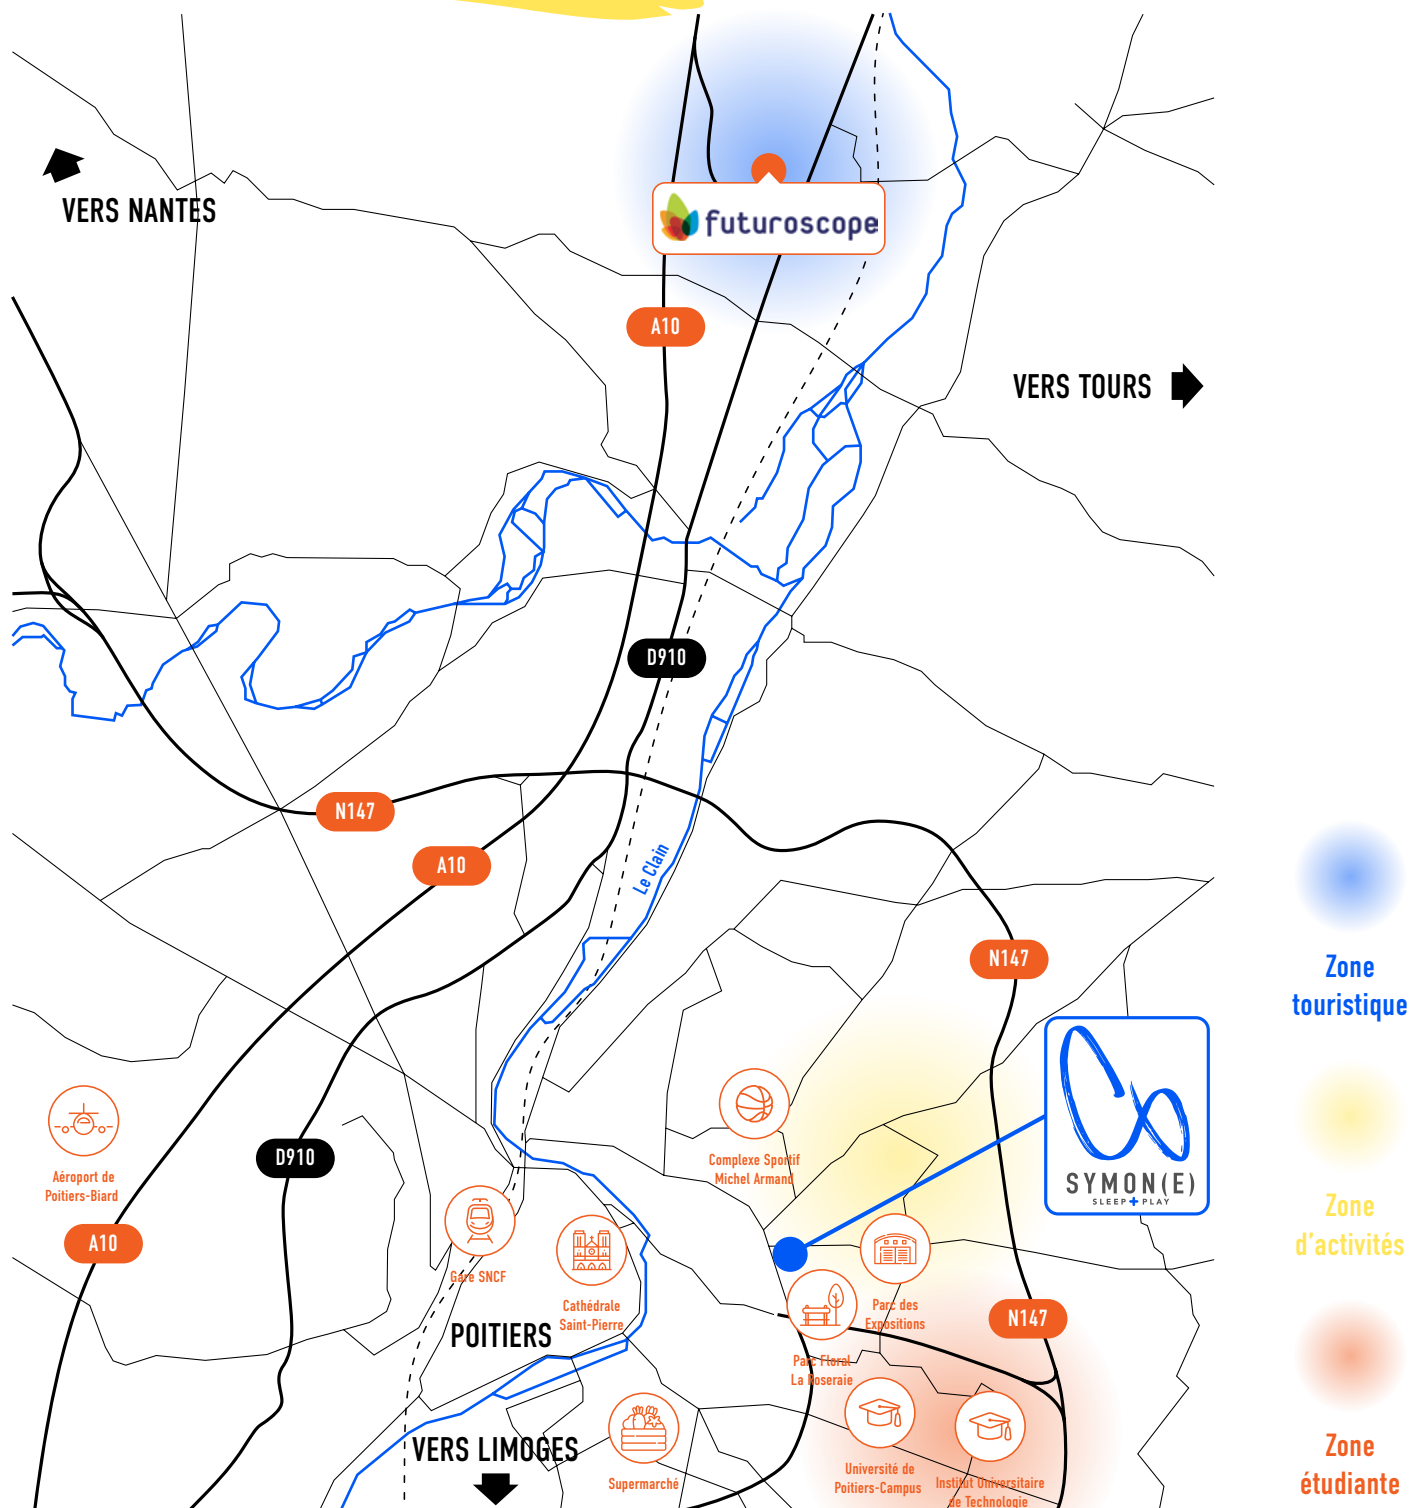 VERS NANTES
futuroscope
A10
VERS TOURS
D910
N147
A10
Le Clain
N147
Zone
touristique
SYMON(E)
SLEEP+PLAY
Complexe Sportif
Michel Armand
Aéroport de
Poitiers-Biard
D910
A10
Zone
d'activités
Gare SNCF
Cathédrale
Saint-Pierre
Parc des
Expositions
N147
POITIERS
Parc Floral
La Roseraie
VERS LIMOGES
Supermarché
Université de
Poitiers-Campus
Institut Universitaire
de Technologie
Zone
étudiante